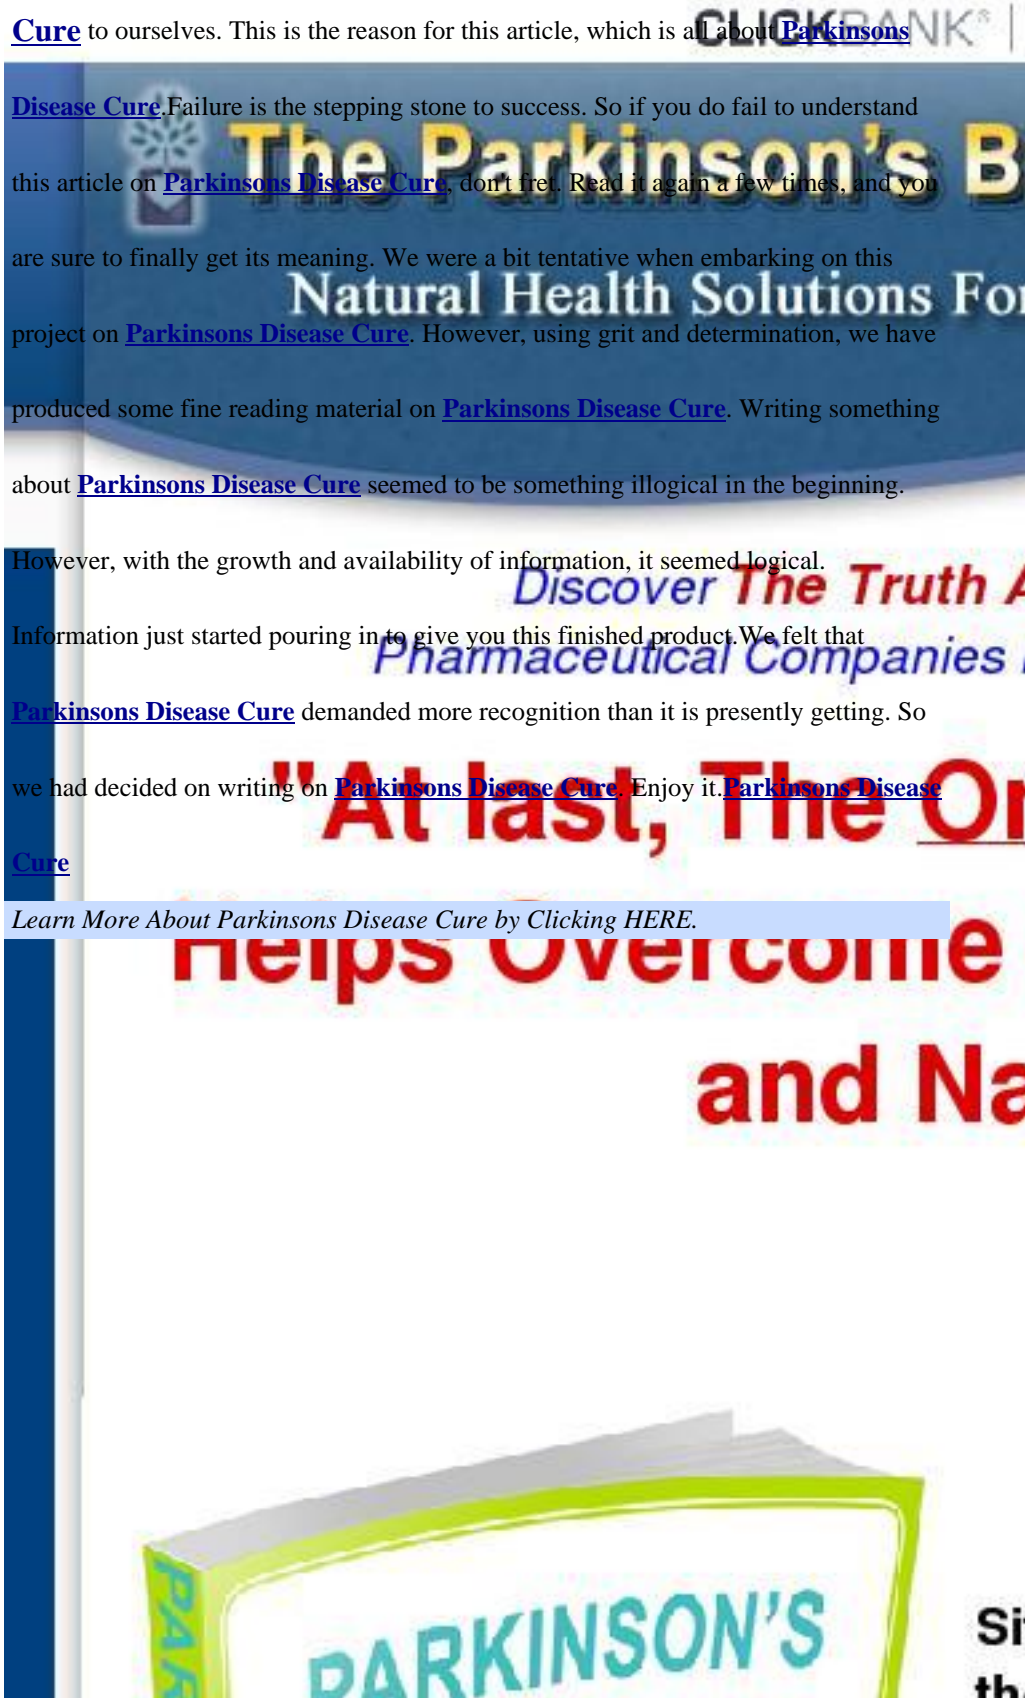 CLICKBANK®
Cure to ourselves. This is the reason for this article, which is all about Parkinsons
Disease Cure.Failure is the stepping stone to success. So if you do fail to understand
The Parkinson's B
this article on Parkinsons Disease Cure, don't fret. Read it again a few times, and you
are sure to finally get its meaning. We were a bit tentative when embarking on this
Natural Health Solutions For
project on Parkinsons Disease Cure. However, using grit and determination, we have
produced some fine reading material on Parkinsons Disease Cure. Writing something
about Parkinsons Disease Cure seemed to be something illogical in the beginning.
However, with the growth and availability of information, it seemed logical.
Discover The Truth A
Information just started pouring in to give you this finished product.We felt that
Pharmaceutical Companies
Parkinsons Disease Cure demanded more recognition than it is presently getting. So
we had decided on writing on Parkinsons Disease Cure. Enjoy it.Parkinsons Disease
"At last, The On
Cure
Learn More About Parkinsons Disease Cure by Clicking HERE.
Helps Overcome
and Na
PARKINSON'S
PAR
Sit
the